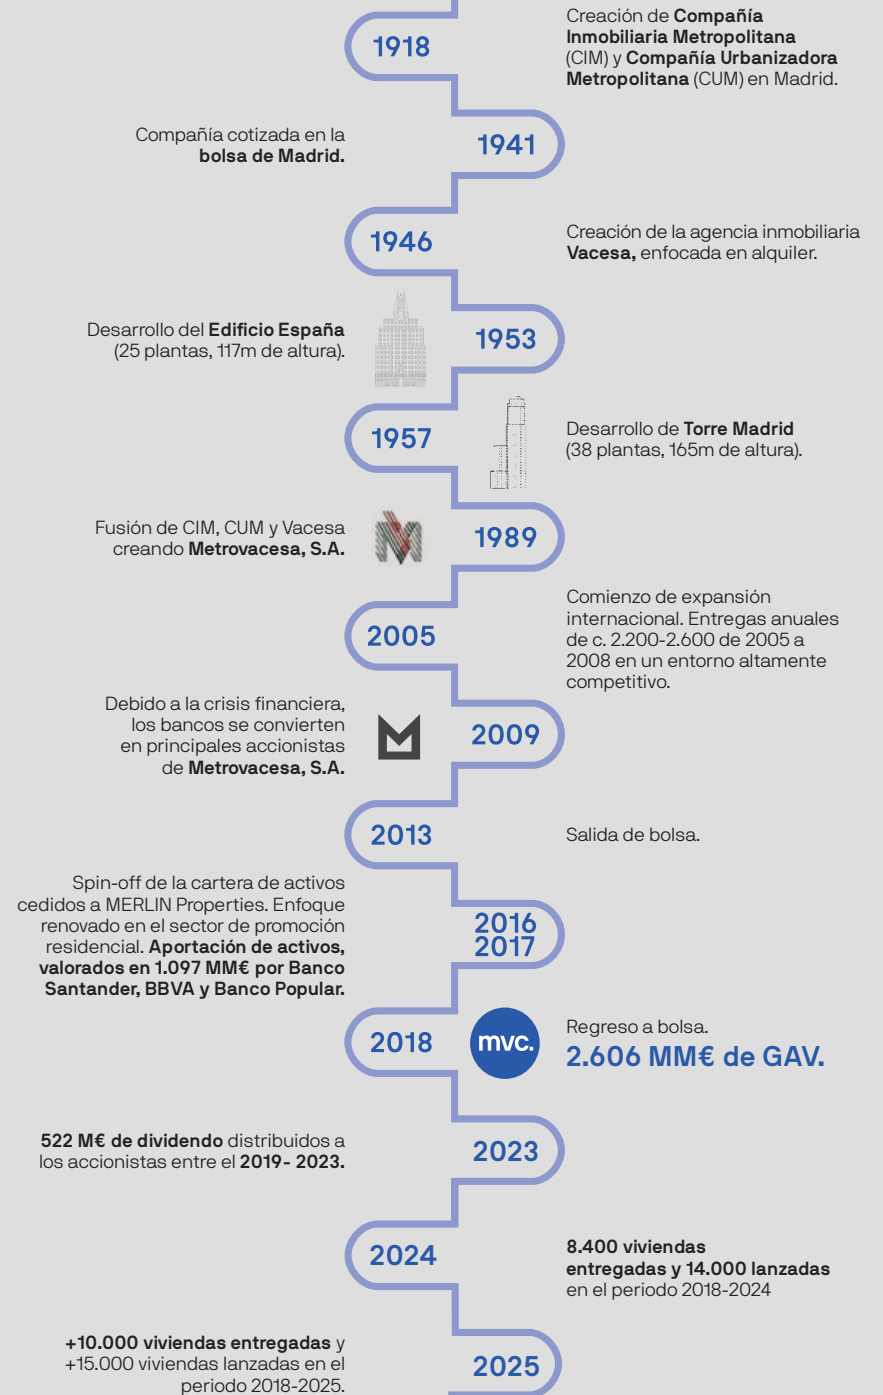 1918
Creación de Compañía
Inmobiliaria Metropolitana
(CIM) y Compañía Urbanizadora
Metropolitana (CUM) en Madrid.
Compañía cotizada en la
bolsa de Madrid.
1941
1946
Creación de la agencia inmobiliaria
Vacesa, enfocada en alquiler.
Desarrollo del Edificio España
(25 plantas, 117m de altura).
1953
1957
Desarrollo de Torre Madrid
(38 plantas, 165m de altura).
Fusión de CIM, CUM y Vacesa
creando Metrovacesa, S.A.
1989
2005
Comienzo de expansión
internacional. Entregas anuales
de c. 2.200-2.600 de 2005 a
2008 en un entorno altamente
competitivo.
Debido a la crisis financiera,
los bancos se convierten
en principales accionistas
de Metrovacesa, S.A.
2009
2013
Salida de bolsa.
Spin-off de la cartera de activos
cedidos a MERLIN Properties. Enfoque
renovado en el sector de promoción
residencial. Aportación de activos,
valorados en 1.097 MM€ por Banco
Santander, BBVA y Banco Popular.
2016
2017
2018
mvc.
Regreso a bolsa.
2.606 MM€ de GAV.
522 M€ de dividendo distribuidos a
los accionistas entre el 2019- 2023.
2023
2024
8.400 viviendas
entregadas y 14.000 lanzadas
en el periodo 2018-2024
+10.000 viviendas entregadas y
+15.000 viviendas lanzadas en el
periodo 2018-2025.
2025